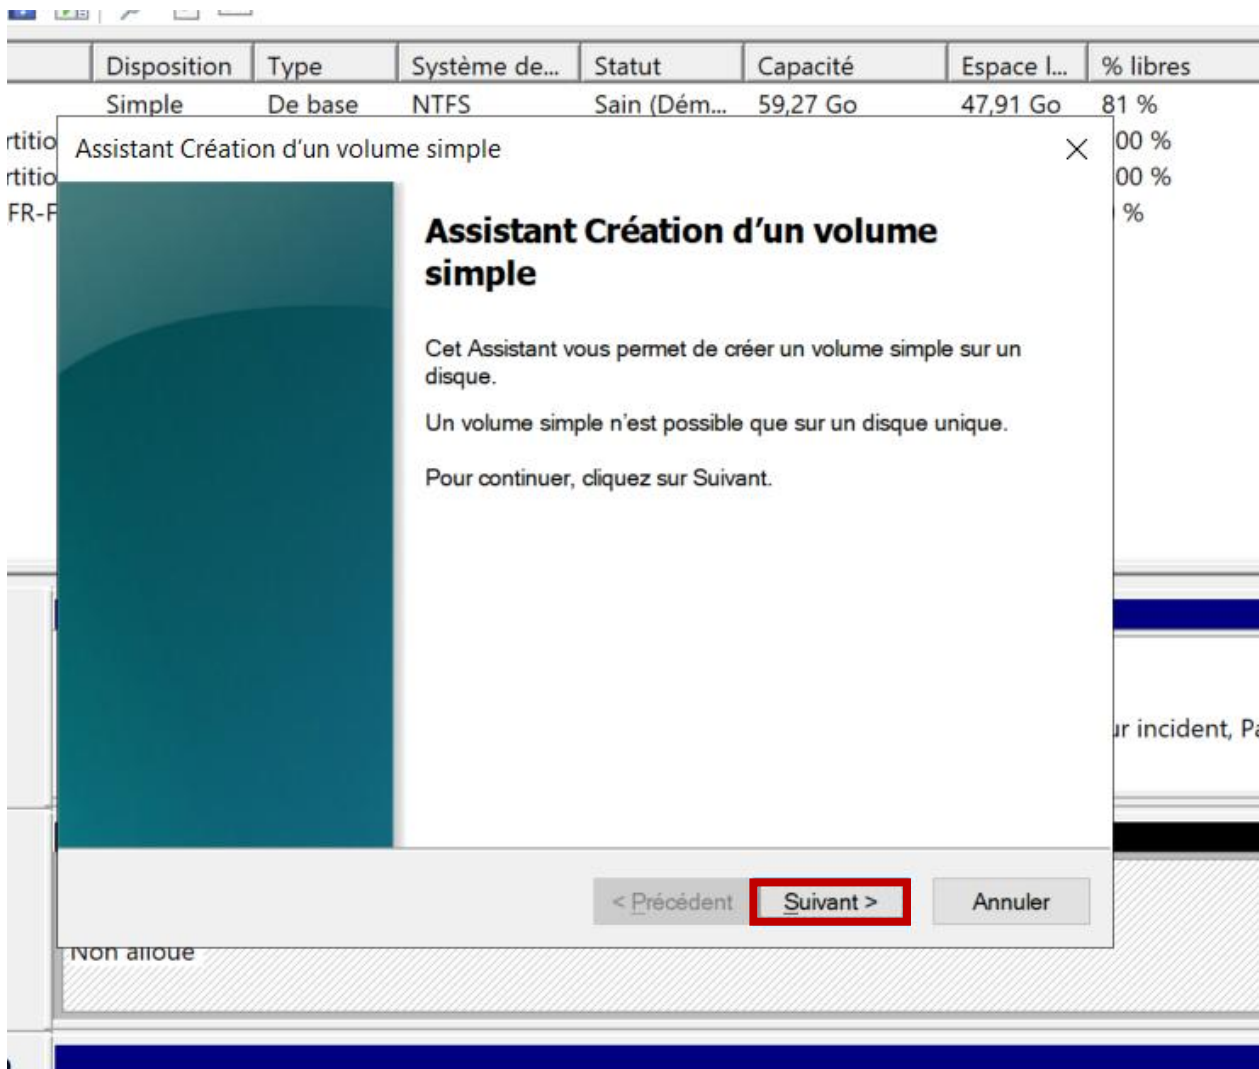 Disposition Type Système de... Statut Capacité Espace l... % libres
Simple De base NTFS Sain (Dém... 59,27 Go 47,91 Go 81 %
rtitio 00 %
rtitio 00 %
FR-F %
Assistant Création d’un volume simple
Assistant Création d’un volume
simple
Cet Assistant vous permet de créer un volume simple sur un
disque.
Un volume simple n’est possible que sur un disque unique.
Pour continuer, cliquez sur Suivant.
ur incident, Pa
< Précédent Suivant > Annuler
Non alloué